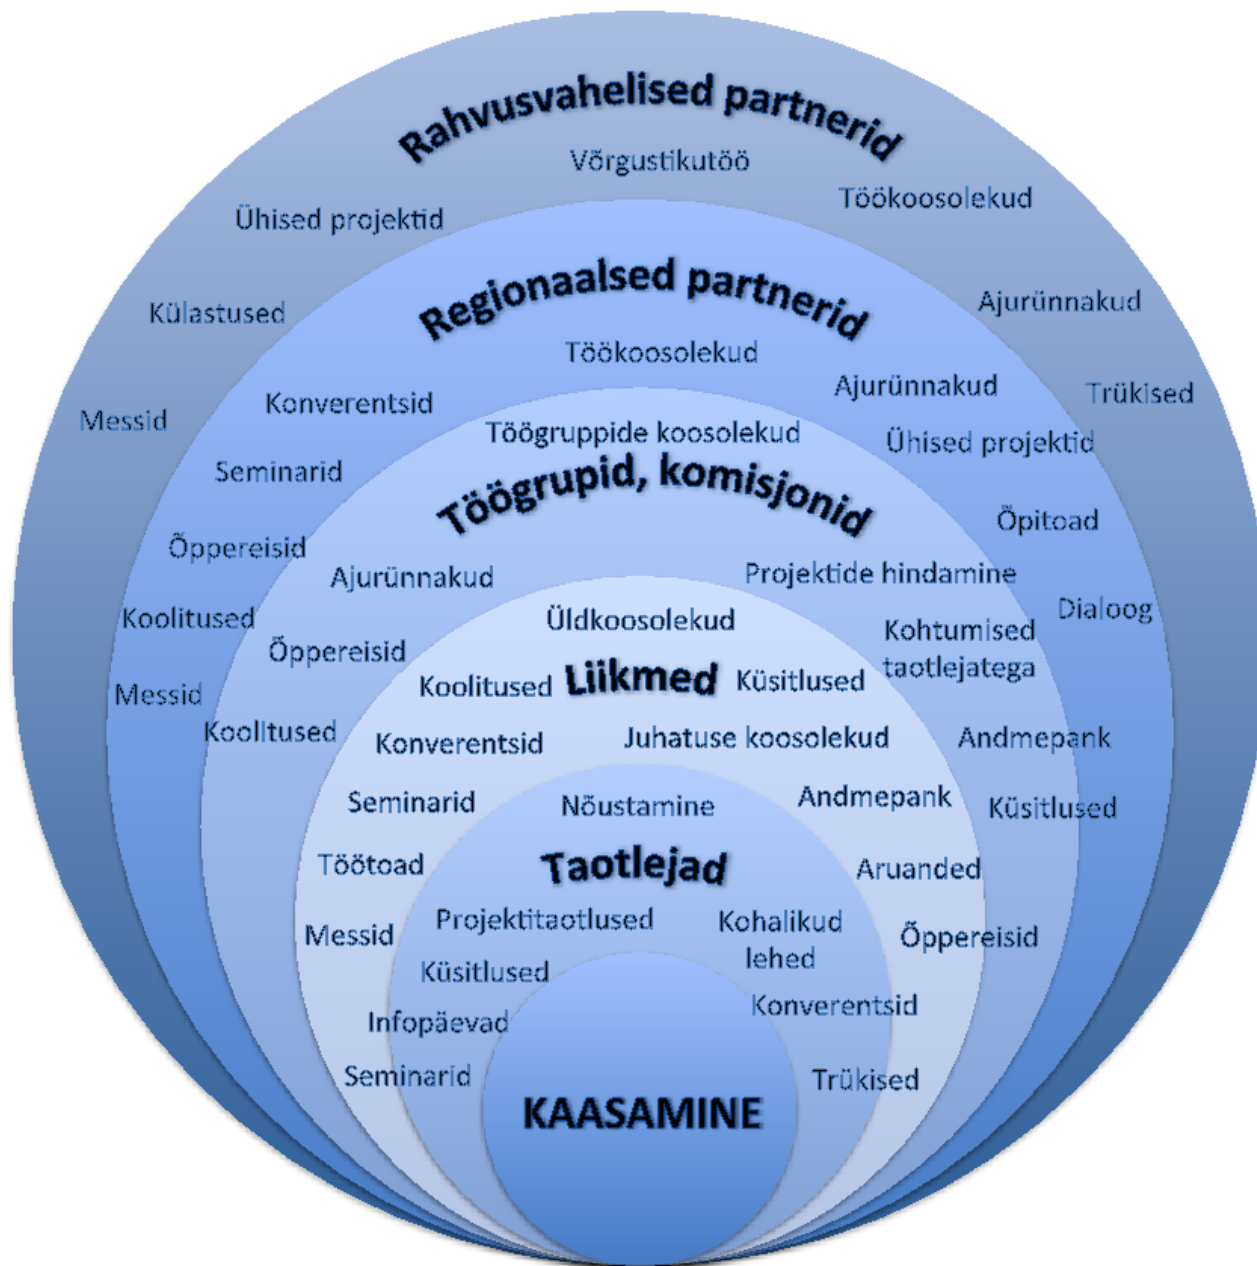 Rahvusvahelised partnerid
Võrgustikutöö
Töökoosolekud
Ühised projektid
Külastused
Ajurünnakud
Messid
Trükised
Regionaalsed partnerid
Töökoosolekud
Konverentsid
Ajurünnakud
Seminarid
Ühised projektid
Õppereisid
Õpitoad
Koolitused
Dialoog
Messid
Töögruppide koosolekud
Töögrupid, komisjonid
Ajurünnakud
Projektide hindamine
Õppereisid
Kohtumised
taotlejatega
Koolitused
Andmepank
Küsitlused
Üldkoosolekud
Liikmed
Koolitused
Küsitlused
Konverentsid
Juhatuse koosolekud
Seminarid
Andmepank
Töötoad
Aruanded
Messid
Õppereisid
Nõustamine
Taotlejad
Projektitaotlused
Kohalikud
lehed
Küsitlused
Infopäevad
Konverentsid
Seminarid
Trükised
KAASAMINE